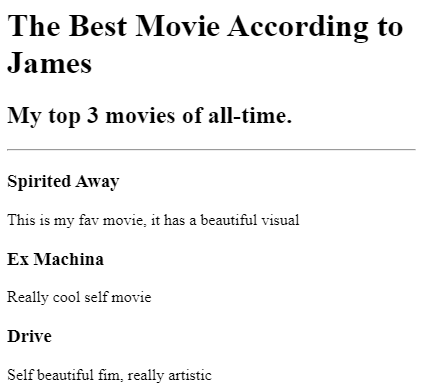 The Best Movie According to
James
My top 3 movies of all-time.
Spirited Away
This is my fav movie, it has a beautiful visual
Ex Machina
Really cool self movie
Drive
Self beautiful fim, really artistic